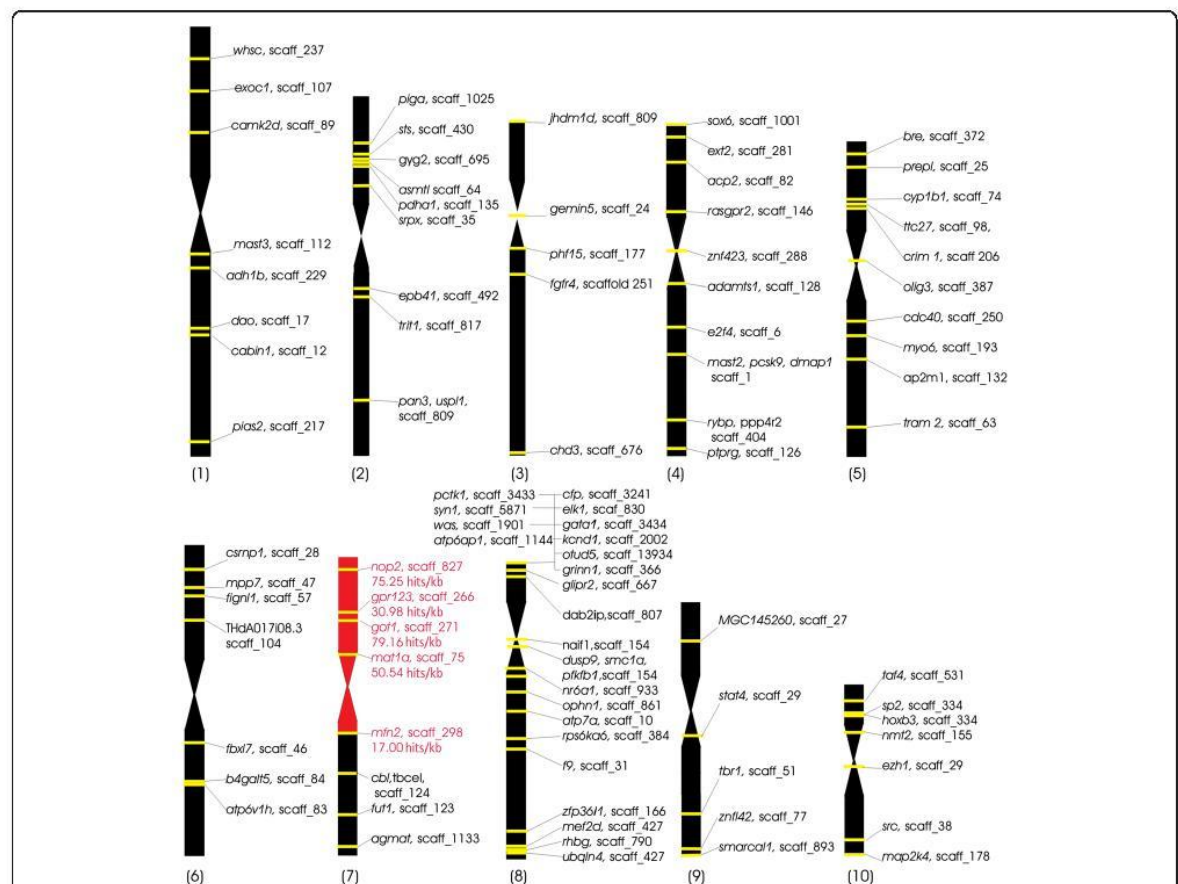 whsc, scaff_237
exoc1, scaff_107
camk2d, scaff_89
mast3, scaff_112
adh1b, scaff_229
dao, scaff_17
cabin1, scaff_12
pias2, scaff_217
(1)
piga, scaff_1025
sts, scaff_430
gyg2, scaff_695
asmtl scaff_64
pdha1, scaff_135
srpx, scaff_35
epb41, scaff_492
trit1, scaff_817
pan3, uspl1,
scaff_809
(2)
jhdm1d, scaff_809
gemin5, scaff_24
phf15, scaff_177
fgfr4, scaffold 251
chd3, scaff_676
(3)
sox6, scaff_1001
ext2, scaff_281
acp2, scaff_82
rasgpr2, scaff_146
znf423, scaff_288
adamts1, scaff_128
e2f4, scaff_6
mast2, pcsk9, dmap1
scaff_1
rybp, ppp4r2
scaff_404
ptprg, scaff_126
(4)
bre, scaff_372
prepl, scaff_25
cyp1b1, scaff_74
ttc27, scaff_98,
crim 1, scaff 206
olig3, scaff_387
cdc40, scaff_250
myo6, scaff_193
ap2m1, scaff_132
tram 2, scaff_63
(5)
csrnp1, scaff_28
mpp7, scaff_47
fignl1, scaff_57
THdA017i08.3
scaff_104
fbxl7, scaff_46
b4galt5, scaff_84
atp6v1h, scaff_83
(6)
nop2, scaff_827
75.25 hits/kb
gpr123, scaff_266
30.98 hits/kb
got1, scaff_271
79.16 hits/kb
mat1a, scaff_75
50.54 hits/kb
mfn2, scaff_298
17.00 hits/kb
cbl,tbcel,
scaff_124
fut1, scaff_123
agmat, scaff_1133
(7)
pctk1, scaff_3433
syn1, scaff_5871
was, scaff_1901
atp6ap1, scaff_1144
cfp, scaff_3241
elk1, scaf_830
gata1, scaff_3434
kcnd1, scaff_2002
otud5, scaff_13934
grinn1, scaff_366
glipr2, scaff_667
dab2ip,scaff_807
naif1,scaff_154
dusp9, smc1a,
pfkfb1, scaff_154
nr6a1, scaff_933
ophn1, scaff_861
atp7a, scaff_10
rps6ka6, scaff_384
f9, scaff_31
zfp36l1, scaff_166
mef2d, scaff_427
rhbg, scaff_790
ubqln4, scaff_427
(8)
MGC145260, scaff_27
stat4, scaff_29
tbr1, scaff_51
znfl42, scaff_77
smarcal1, scaff_893
(9)
taf4, scaff_531
sp2, scaff_334
hoxb3, scaff_334
nmt2, scaff_155
ezh1, scaff_29
src, scaff_38
map2k4, scaff_178
(10)